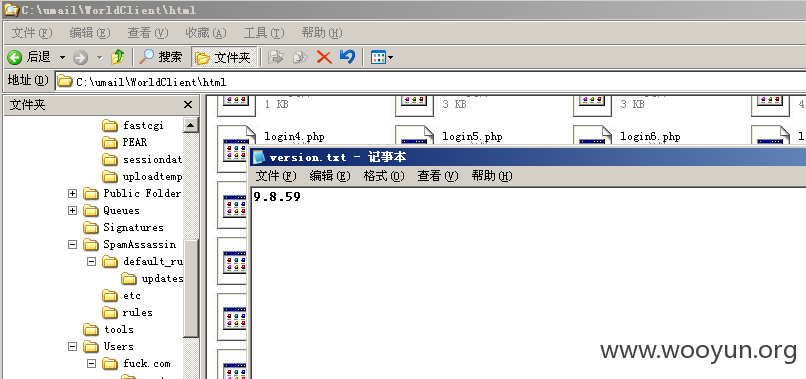 C:\umail\WorldClient\html
文件(F) 编辑(E) 查看(V) 收藏(A) 工具(T) 帮助(H)
后退 搜索 文件夹
地址(D) C:\umail\WorldClient\html
文件夹
fastcgi
PEAR
sessiondat
uploadtemp
Public Folder
Queues
Signatures
SpamAssassin
default_ru
updates
etc
rules
tools
Users
fuck.com
1 KB 3 KB 3 KB
login4.php login5.php login6.php
version.txt - 记事本
文件(F) 编辑(E) 格式(O) 查看(V) 帮助(H)
9.8.59
www.wooyun.org